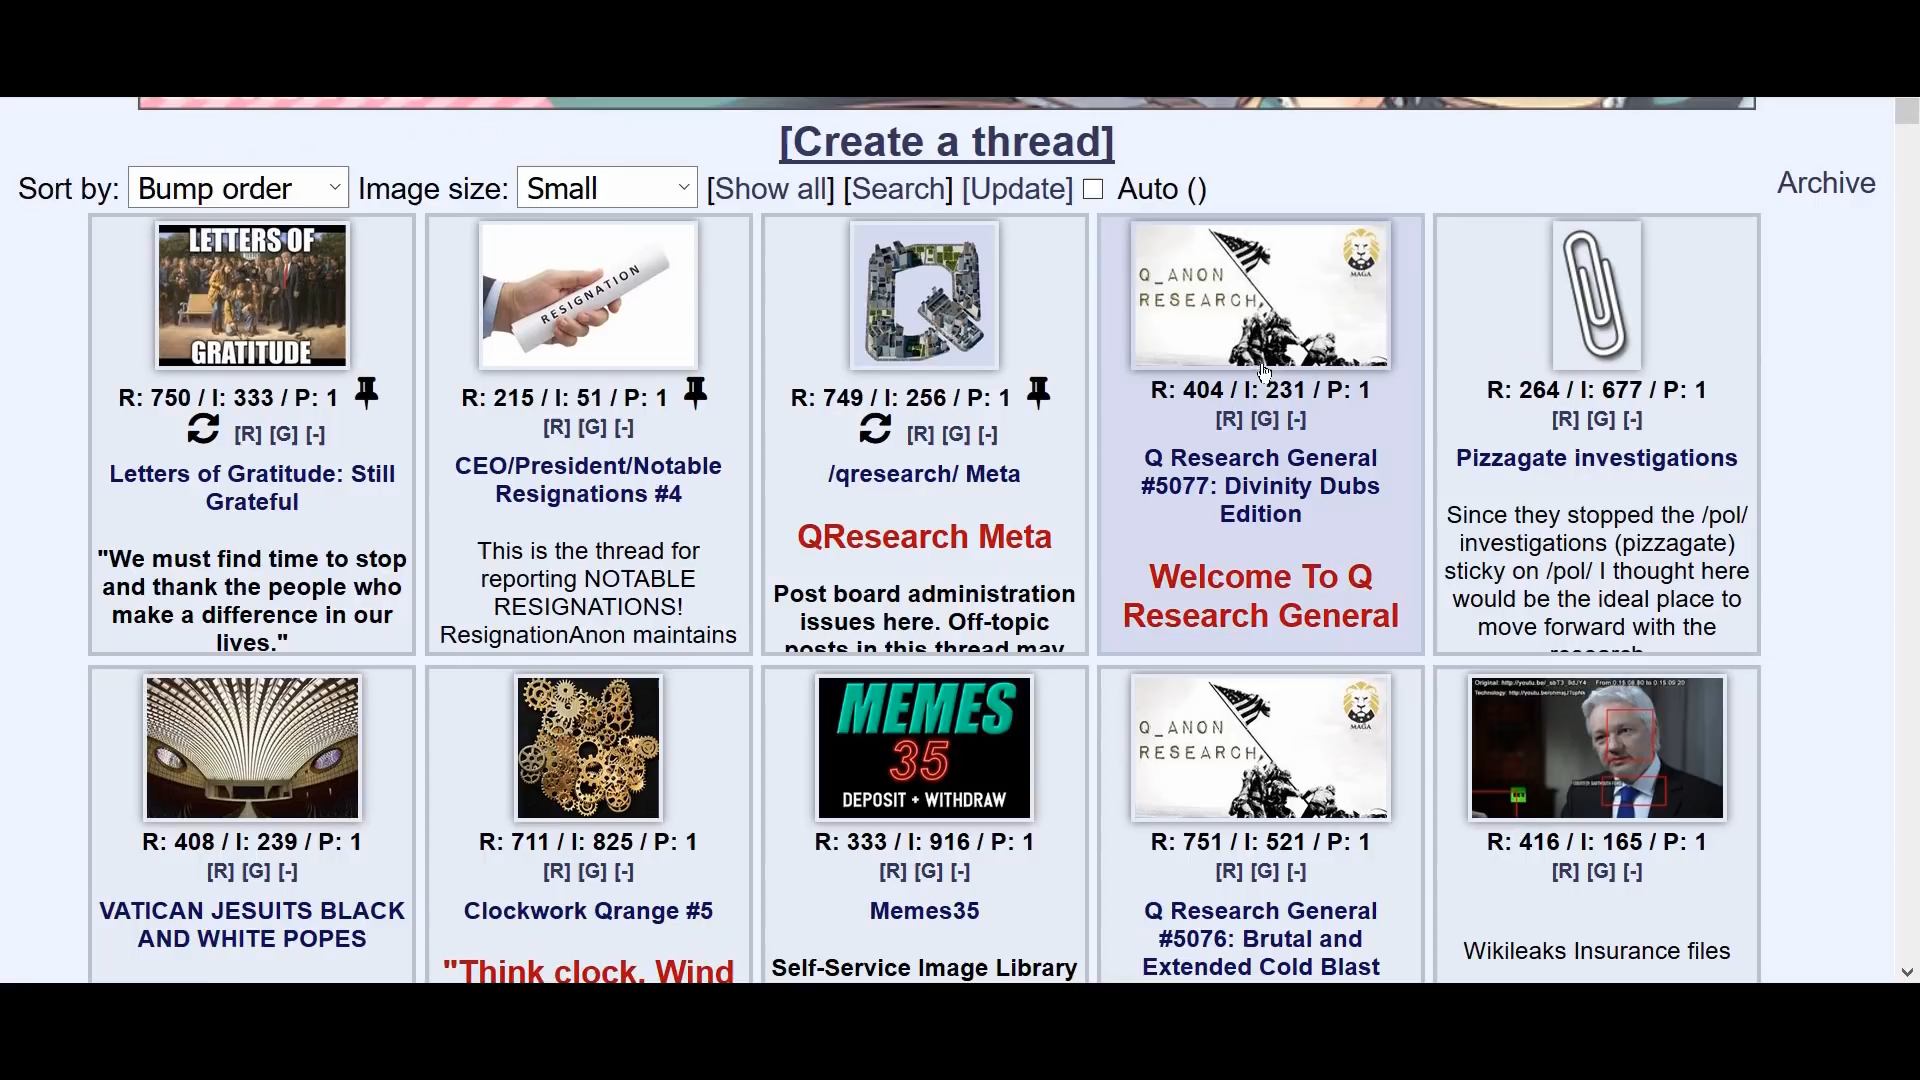 [Create a thread]
Sort by: Bump order Image size: Small [Show all] [Search] [Update] Auto () Archive
LETTERS OF
GRATITUDE
R: 750 / I: 333 / P: 1
[R] [G] [-]
Letters of Gratitude: Still
Grateful
"We must find time to stop
and thank the people who
make a difference in our
lives."
RESIGNATION
R: 215 / I: 51 / P: 1
[R] [G] [-]
CEO/President/Notable
Resignations #4
This is the thread for
reporting NOTABLE
RESIGNATIONS!
ResignationAnon maintains
R: 749 / I: 256 / P: 1
[R] [G] [-]
/qresearch/ Meta
QResearch Meta
Post board administration
issues here. Off-topic
posts in this thread may
Q_ANON
RESEARCH
MAGA
R: 404 / I: 231 / P: 1
[R] [G] [-]
Q Research General
#5077: Divinity Dubs
Edition
Welcome To Q
Research General
R: 264 / I: 677 / P: 1
[R] [G] [-]
Pizzagate investigations
Since they stopped the /pol/
investigations (pizzagate)
sticky on /pol/ I thought here
would be the ideal place to
move forward with the
research
R: 408 / I: 239 / P: 1
[R] [G] [-]
VATICAN JESUITS BLACK
AND WHITE POPES
R: 711 / I: 825 / P: 1
[R] [G] [-]
Clockwork Qrange #5
"Think clock. Wind
MEMES
35
DEPOSIT + WITHDRAW
R: 333 / I: 916 / P: 1
[R] [G] [-]
Memes35
Self-Service Image Library
Q_ANON
RESEARCH
MAGA
R: 751 / I: 521 / P: 1
[R] [G] [-]
Q Research General
#5076: Brutal and
Extended Cold Blast
R: 416 / I: 165 / P: 1
[R] [G] [-]
Wikileaks Insurance files